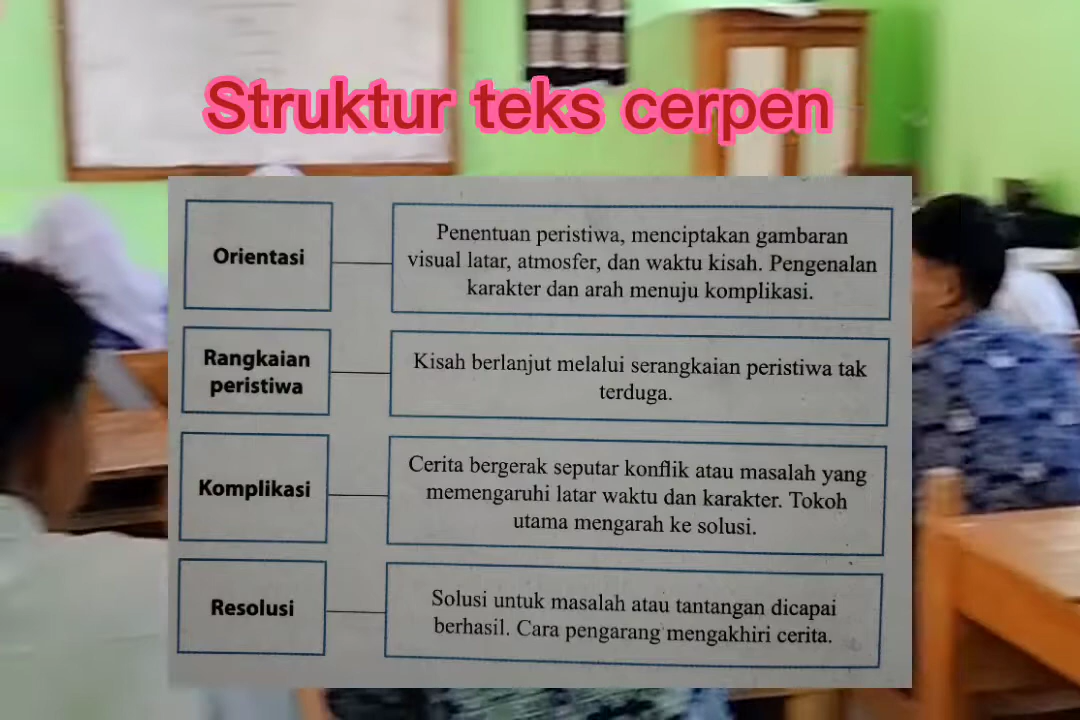 Struktur teks cerpen
Orientasi
Penentuan peristiwa, menciptakan gambaran
visual latar, atmosfer, dan waktu kisah. Pengenalan
karakter dan arah menuju komplikasi.
Rangkaian
peristiwa
Kisah berlanjut melalui serangkaian peristiwa tak
terduga.
Komplikasi
Cerita bergerak seputar konflik atau masalah yang
memengaruhi latar waktu dan karakter. Tokoh
utama mengarah ke solusi.
Resolusi
Solusi untuk masalah atau tantangan dicapai
berhasil. Cara pengarang mengakhiri cerita.